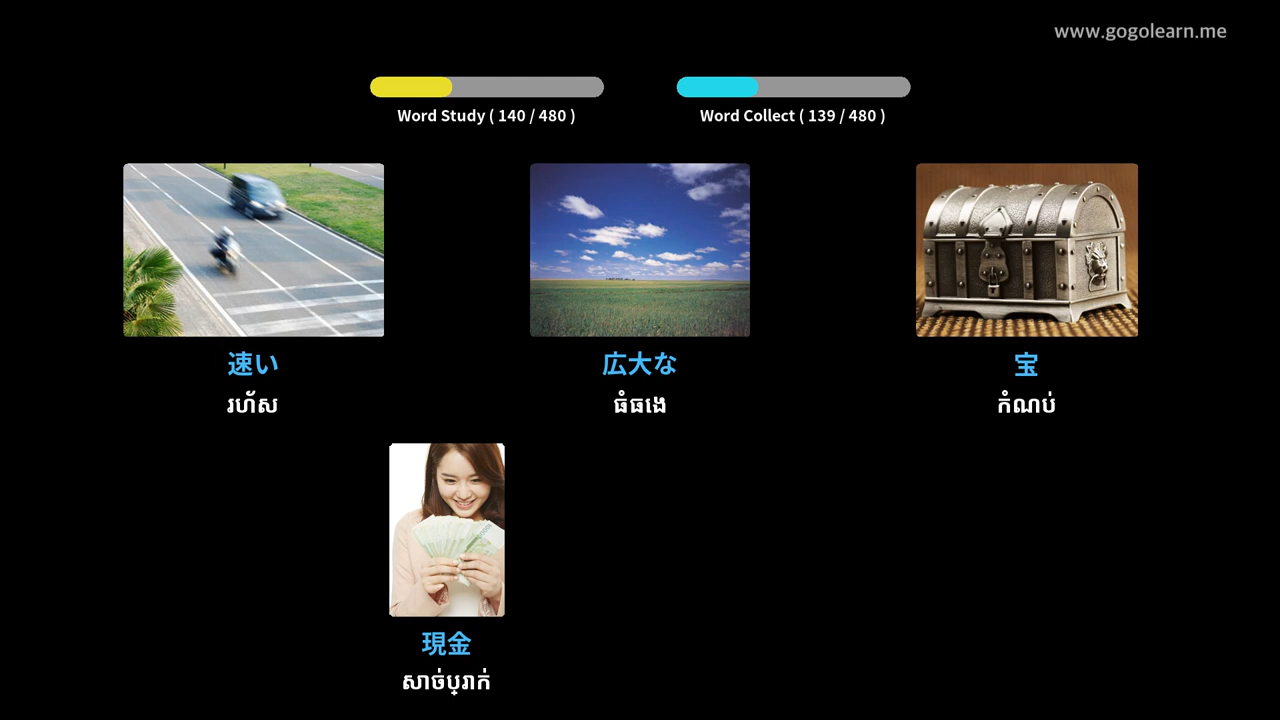 www.gogolearn.me
Word Study ( 140 / 480 )
Word Collect ( 139 / 480 )
速い
広大な
宝
រហ័ស
ធំធេង
កំណប់
現金
សាច់ប្រាក់